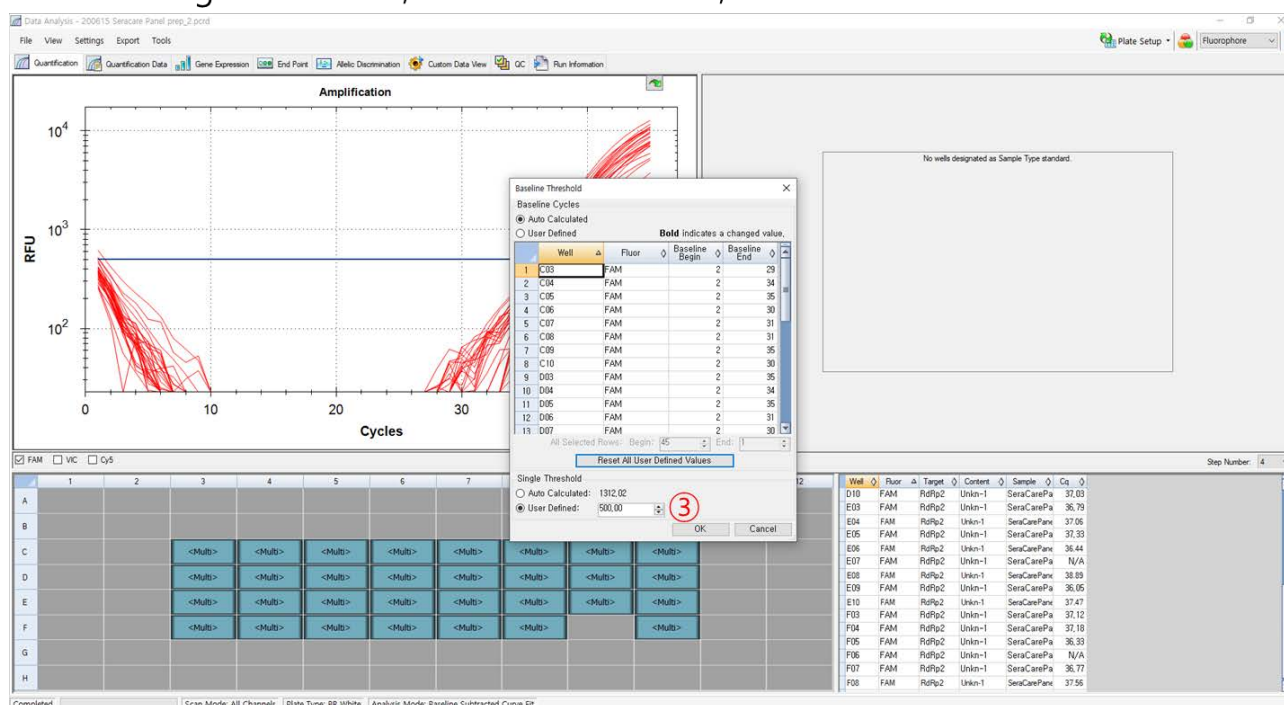 Data Analysis - 200615 Seracare Panel prep_2.pcrd
File View Settings Export Tools
Plate Setup
Fluorophore
Quantification Quantification Data Gene Expression End Point Allelic Discrimination Custom Data View QC Run Information
Amplification
10^4
10^3
10^2
RFU
0 10 20 30
Cycles
No wells designated as Sample Type standard.
Baseline Threshold
Baseline Cycles
Auto Calculated
User Defined
Bold indicates a changed value,
Well Fluor Baseline Begin Baseline End
1 C03 FAM 2 29
2 C04 FAM 2 34
3 C05 FAM 2 35
4 C06 FAM 2 30
5 C07 FAM 2 31
6 C08 FAM 2 31
7 C09 FAM 2 35
8 C10 FAM 2 30
9 D03 FAM 2 35
10 D04 FAM 2 34
11 D05 FAM 2 35
12 D06 FAM 2 31
13 D07 FAM 2 30
All Selected Rows: Begin: 45 End: 1
Reset All User Defined Values
Single Threshold
Auto Calculated: 1312,02
User Defined: 500,00
③
OK Cancel
FAM VIC Cy5
Step Number: 4
1 2 3 4 5 6 7 12
A
B
C <Multi> <Multi> <Multi> <Multi> <Multi> <Multi> <Multi> <Multi>
D <Multi> <Multi> <Multi> <Multi> <Multi> <Multi> <Multi> <Multi>
E <Multi> <Multi> <Multi> <Multi> <Multi> <Multi> <Multi> <Multi>
F <Multi> <Multi> <Multi> <Multi> <Multi> <Multi> <Multi>
G
H
Well Fluor Target Content Sample Cq
D10 FAM RdRp2 Unkn-1 SeraCarePa 37,03
E03 FAM RdRp2 Unkn-1 SeraCarePa 36,79
E04 FAM RdRp2 Unkn-1 SeraCarePane 37.06
E05 FAM RdRp2 Unkn-1 SeraCarePa 37,33
E06 FAM RdRp2 Unkn-1 SeraCarePane 36.44
E07 FAM RdRp2 Unkn-1 SeraCarePa N/A
E08 FAM RdRp2 Unkn-1 SeraCarePane 38.89
E09 FAM RdRp2 Unkn-1 SeraCarePa 36,05
E10 FAM RdRp2 Unkn-1 SeraCarePane 37.47
F03 FAM RdRp2 Unkn-1 SeraCarePa 37,12
F04 FAM RdRp2 Unkn-1 SeraCarePa 37,18
F05 FAM RdRp2 Unkn-1 SeraCarePa 36,33
F06 FAM RdRp2 Unkn-1 SeraCarePa N/A
F07 FAM RdRp2 Unkn-1 SeraCarePa 36,77
F08 FAM RdRp2 Unkn-1 SeraCarePane 37.56
Completed Scan Mode: All Channels Plate Type: BR White Analysis Mode: Baseline Subtracted Curve Fit